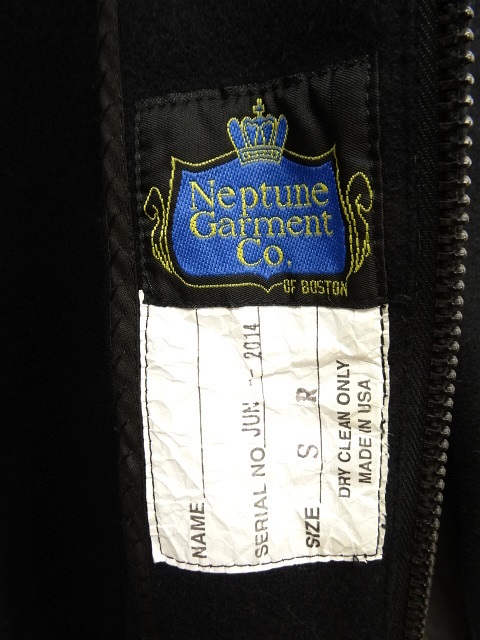 Neptune
Garment
Co.
OF BOSTON
NAME
SERIAL NO. JUN - 2014
SIZE S R
DRY CLEAN ONLY
MADE IN USA